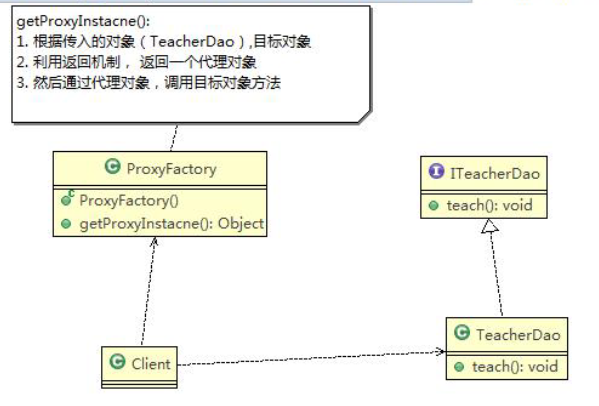 getProxyInstacne():
1. 根据传入的对象（TeacherDao）,目标对象
2. 利用返回机制， 返回一个代理对象
3. 然后通过代理对象，调用目标对象方法
C ProxyFactory
C ProxyFactory()
getProxyInstacne(): Object
I ITeacherDao
teach(): void
C TeacherDao
teach(): void
C Client